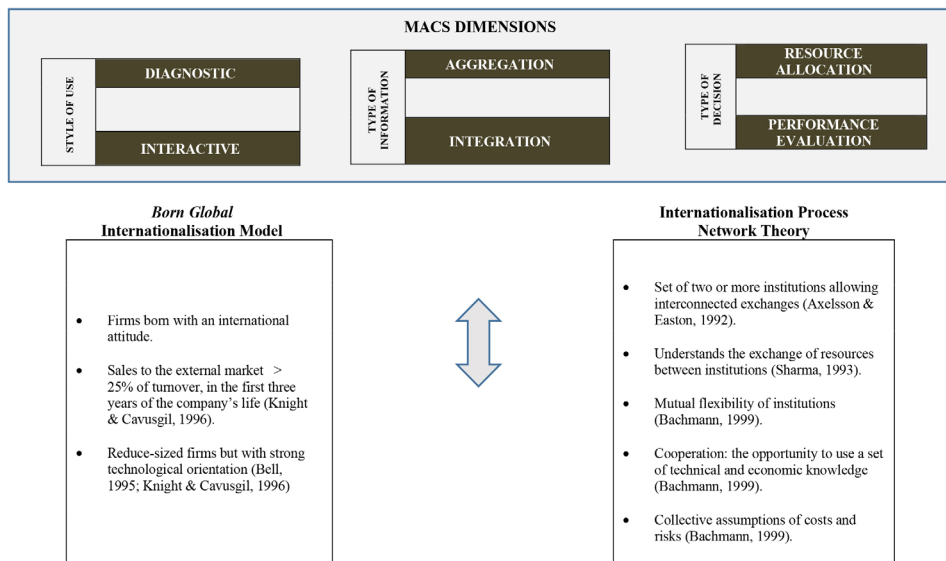 MACS DIMENSIONS
STYLE OF USE
DIAGNOSTIC
INTERACTIVE
TYPE OF
INFORMATION
AGGREGATION
INTEGRATION
TYPE OF
DECISION
RESOURCE
ALLOCATION
PERFORMANCE
EVALUATION
Born Global
Internationalisation Model
• Firms born with an international
attitude.
• Sales to the external market >
25% of turnover, in the first three
years of the company's life (Knight
& Cavusgil, 1996).
• Reduce-sized firms but with strong
technological orientation (Bell,
1995; Knight & Cavusgil, 1996)
Internationalisation Process
Network Theory
• Set of two or more institutions allowing
interconnected exchanges (Axelsson &
Easton, 1992).
• Understands the exchange of resources
between institutions (Sharma, 1993).
• Mutual flexibility of institutions
(Bachmann, 1999).
• Cooperation: the opportunity to use a set
of technical and economic knowledge
(Bachmann, 1999).
• Collective assumptions of costs and
risks (Bachmann, 1999).